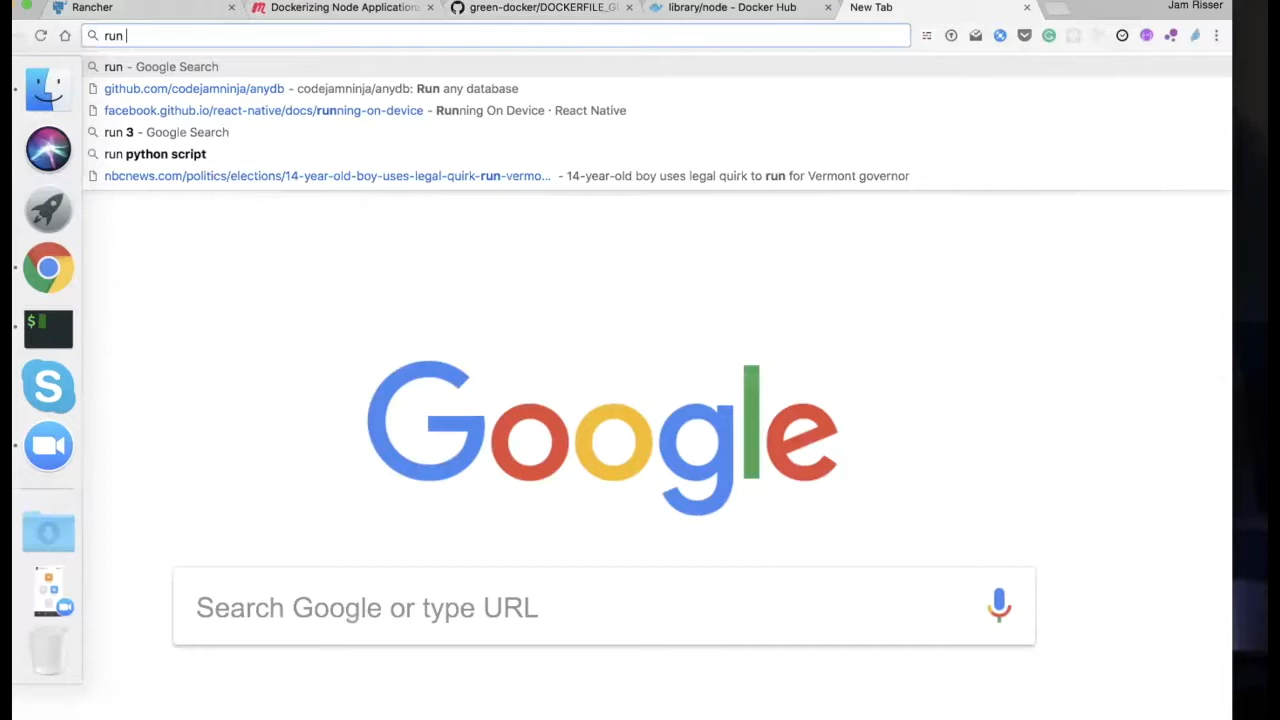 Rancher
Dockerizing Node Applications
green-docker/DOCKERFILE_GU
library/node - Docker Hub
New Tab
Jam Risser
run
run - Google Search
github.com/codejamninja/anydb - codejamninja/anydb: Run any database
facebook.github.io/react-native/docs/running-on-device - Running On Device · React Native
run 3 - Google Search
run python script
nbcnews.com/politics/elections/14-year-old-boy-uses-legal-quirk-run-vermo... - 14-year-old boy uses legal quirk to run for Vermont governor
$
S
Google
Search Google or type URL